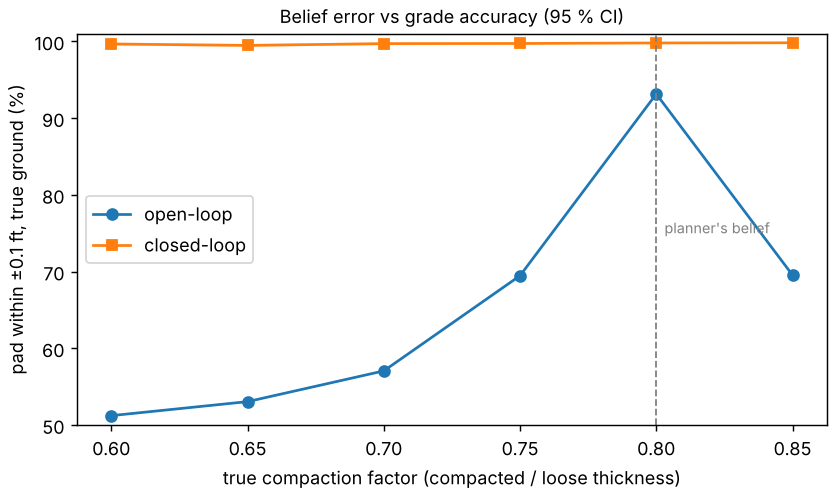 Belief error vs grade accuracy (95 % CI)
pad within ±0.1 ft, true ground (%)
100
90
80
70
60
50
open-loop
closed-loop
planner's belief
0.60 0.65 0.70 0.75 0.80 0.85
true compaction factor (compacted / loose thickness)